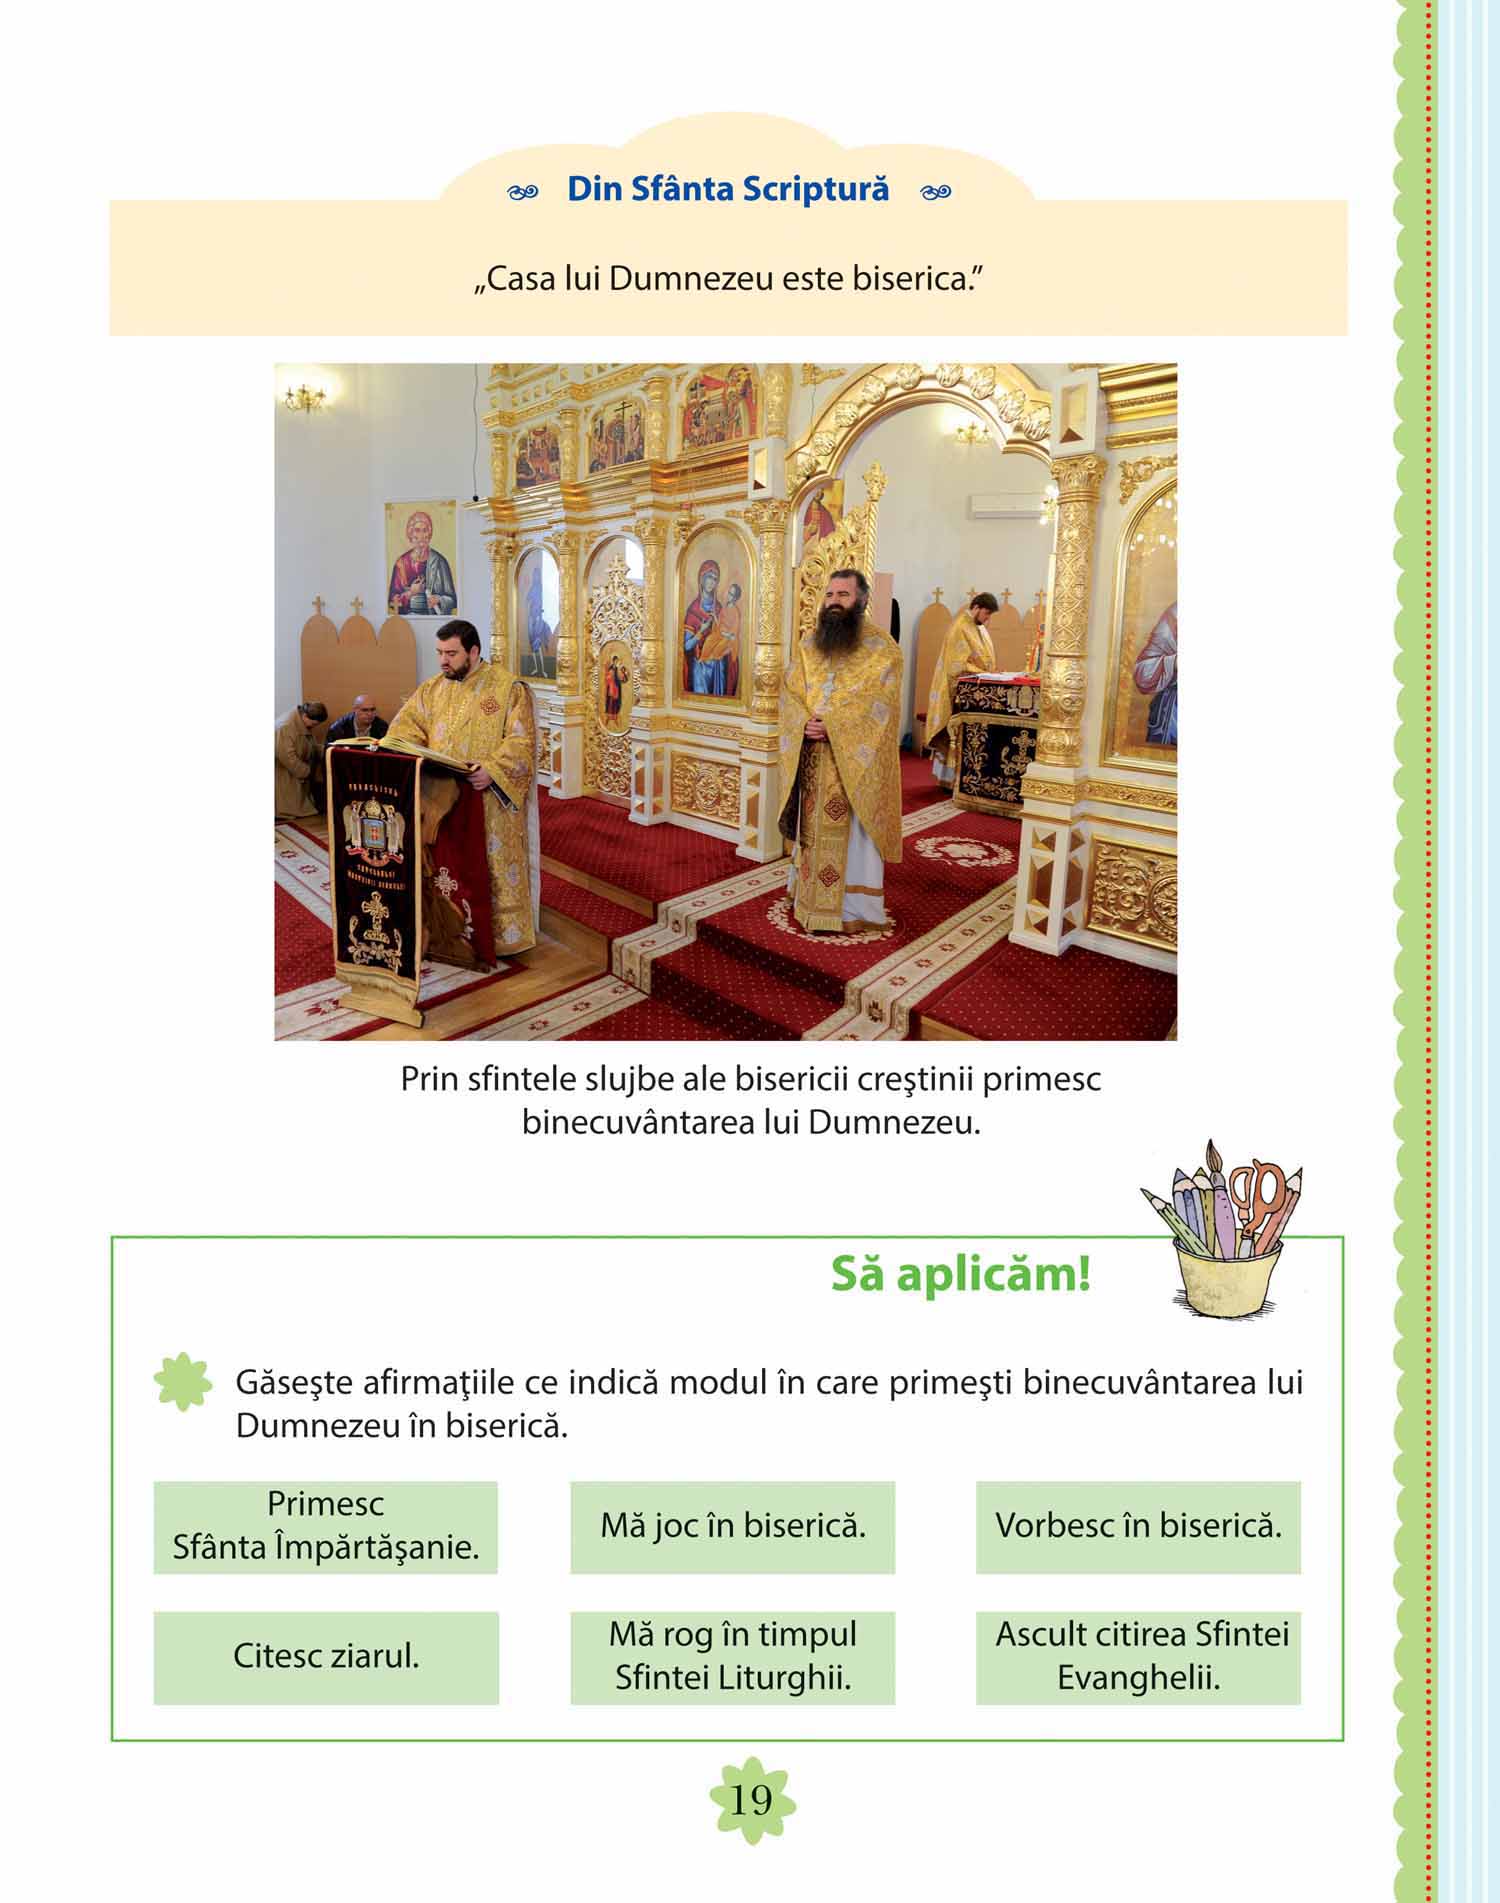 Din Sfânta Scriptură
„Casa lui Dumnezeu este biserica.”
Prin sfintele slujbe ale bisericii creştinii primesc
binecuvântarea lui Dumnezeu.
Să aplicăm!
Găseşte afirmaţiile ce indică modul în care primeşti binecuvântarea lui
Dumnezeu în biserică.
Primesc
Sfânta Împărtăşanie.
Mă joc în biserică.
Vorbesc în biserică.
Citesc ziarul.
Mă rog în timpul
Sfintei Liturghii.
Ascult citirea Sfintei
Evanghelii.
19